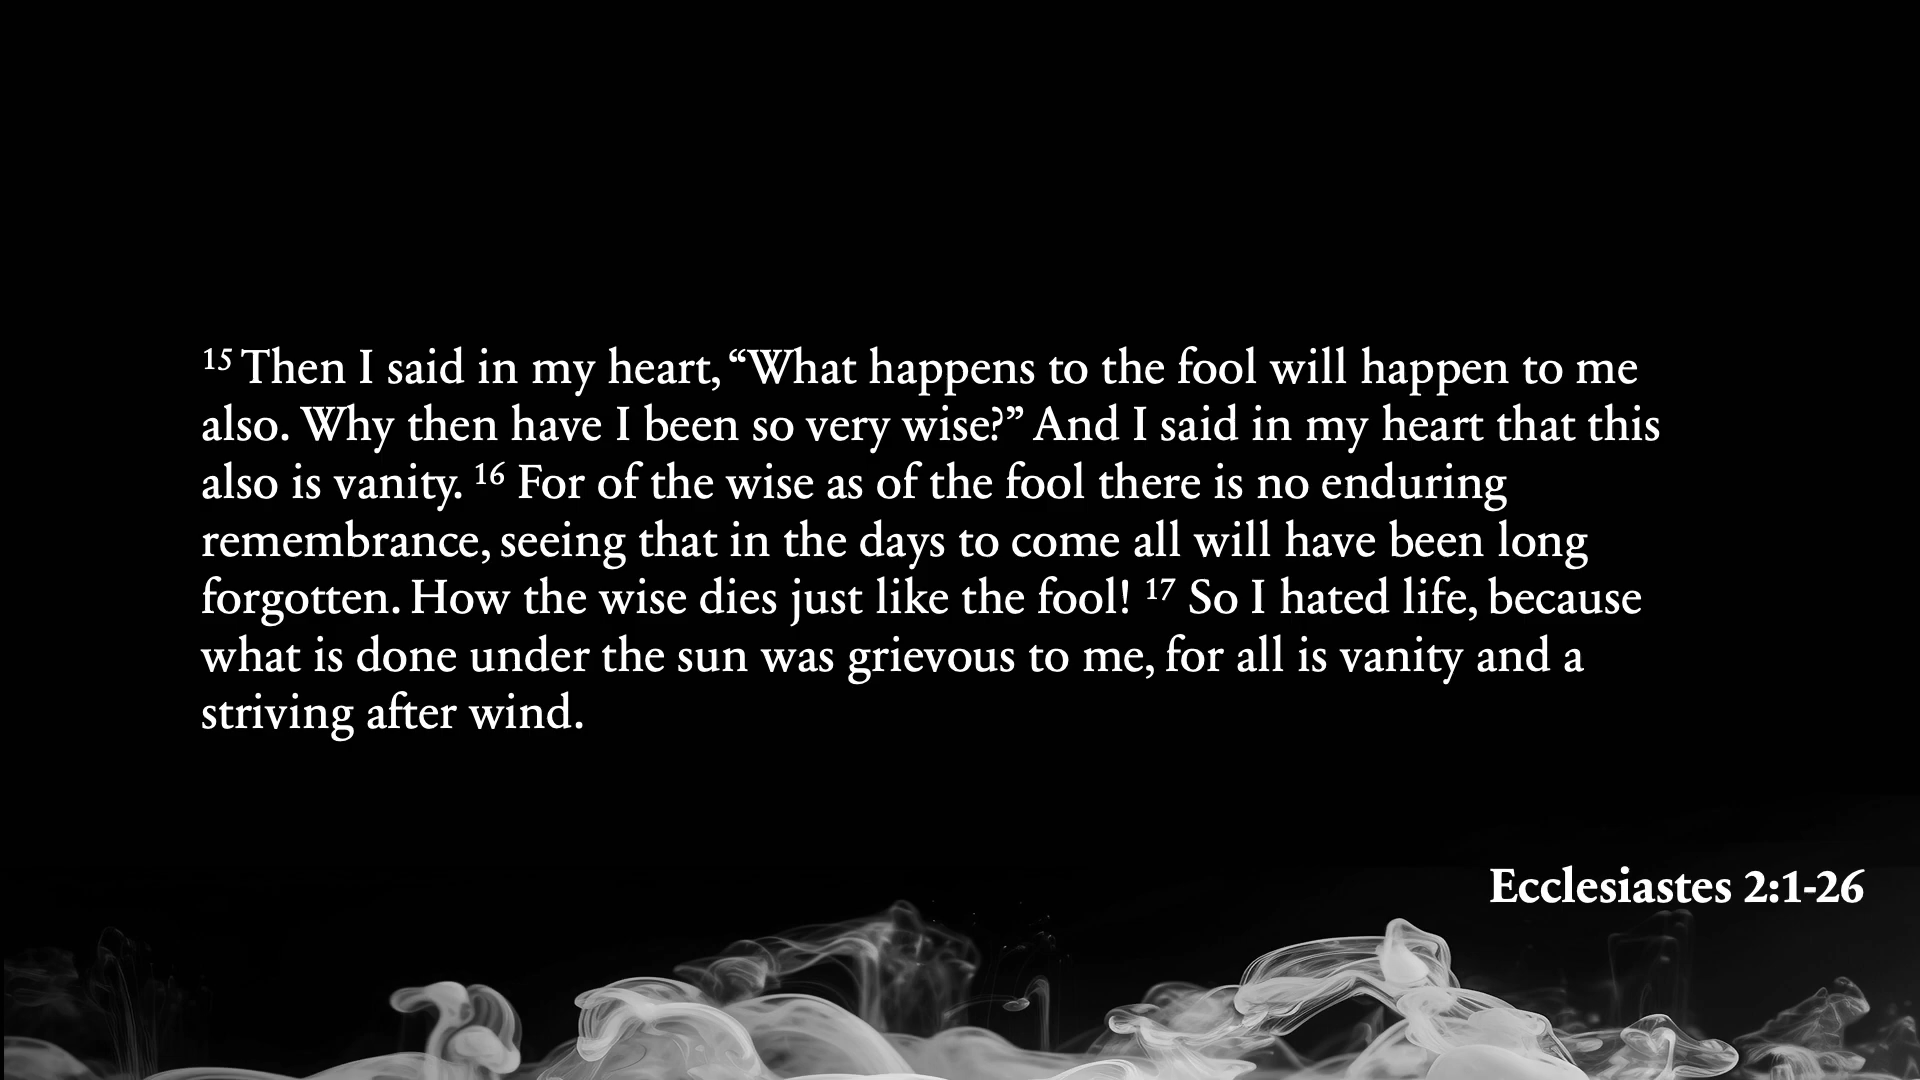 15 Then I said in my heart, “What happens to the fool will happen to me
also. Why then have I been so very wise?” And I said in my heart that this
also is vanity. 16 For of the wise as of the fool there is no enduring
remembrance, seeing that in the days to come all will have been long
forgotten. How the wise dies just like the fool! 17 So I hated life, because
what is done under the sun was grievous to me, for all is vanity and a
striving after wind.
Ecclesiastes 2:1-26